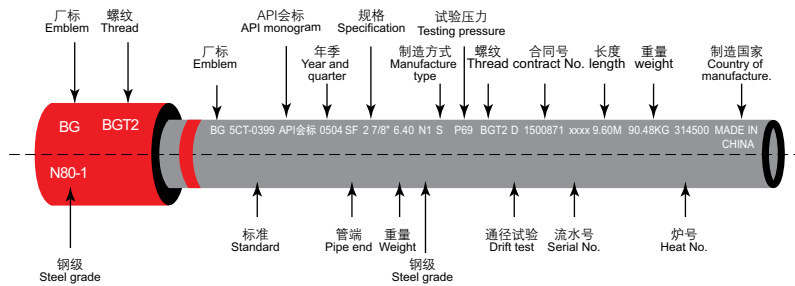 厂标
Emblem
螺纹
Thread
厂标
Emblem
API会标
API monogram
年季
Year and
quarter
规格
Specification
制造方式
Manufacture
type
试验压力
Testing pressure
螺纹
Thread
合同号
contract No.
长度
length
重量
weight
制造国家
Country of
manufacture.
BG BGT2
N80-1
BG 5CT-0399 API会标 0504 SF 2 7/8" 6.40 N1 S P69 BGT2 D 1500871 xxxx 9.60M 90.48KG 314500 MADE IN
CHINA
钢级
Steel grade
标准
Standard
管端
Pipe end
重量
Weight
钢级
Steel grade
通径试验
Drift test
流水号
Serial No.
炉号
Heat No.